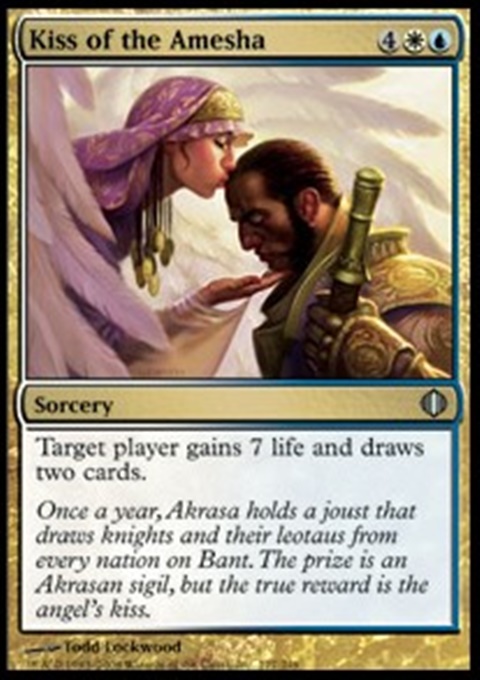 Kiss of the Amesha 4
Sorcery
Target player gains 7 life and draws
two cards.
Once a year, Akrasa holds a joust that
draws knights and their leotaus from
every nation on Bant. The prize is an
Akrasan sigil, but the true reward is the
angel's kiss.
Todd Lockwood